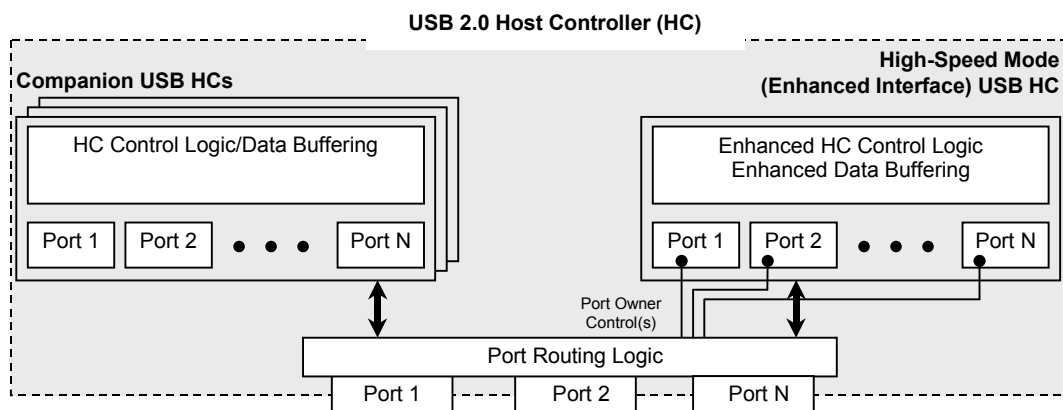 USB 2.0 Host Controller (HC)
Companion USB HCs
High-Speed Mode
(Enhanced Interface) USB HC
HC Control Logic/Data Buffering
Enhanced HC Control Logic
Enhanced Data Buffering
Port 1 Port 2 Port N
Port 1 Port 2 Port N
Port Owner
Control(s)
Port Routing Logic
Port 1 Port 2 Port N